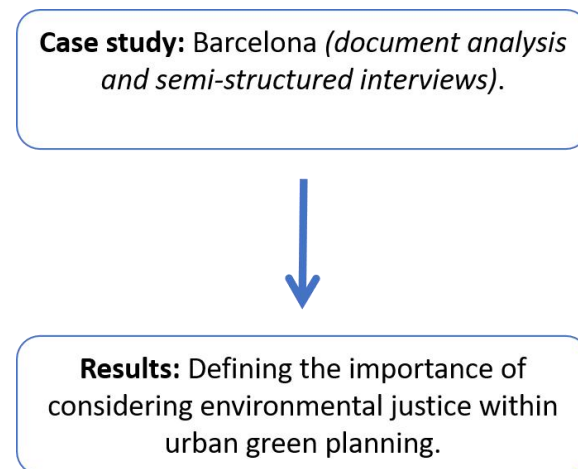 Case study: Barcelona (document analysis
and semi-structured interviews).
Results: Defining the importance of
considering environmental justice within
urban green planning.